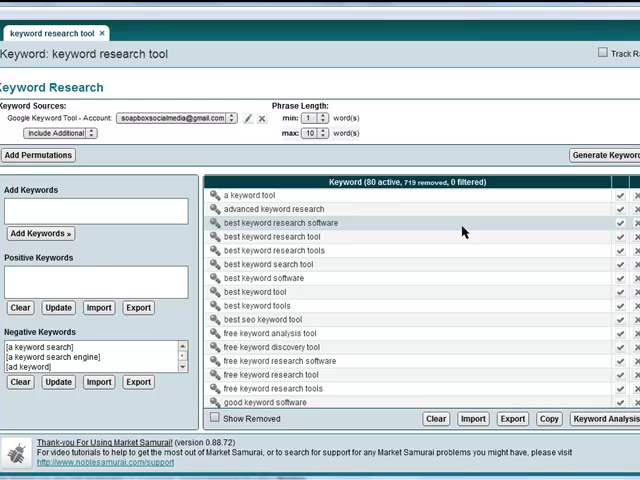 keyword research tool ×
Keyword: keyword research tool
Track Ra
Keyword Research
Keyword Sources:
Phrase Length:
Google Keyword Tool - Account: soapboxsocialmedia@gmail.com
min: 1 word(s)
Include Additional
max: 10 word(s)
Add Permutations
Generate Keyword
Keyword (80 active, 719 removed, 0 filtered)
Add Keywords
Add Keywords »
Positive Keywords
Clear Update Import Export
Negative Keywords
[a keyword search]
[a keyword search engine]
[ad keyword]
Clear Update Import Export
a keyword tool
advanced keyword research
best keyword research software
best keyword research tool
best keyword research tools
best keyword search tool
best keyword software
best keyword tool
best keyword tools
best seo keyword tool
free keyword analysis tool
free keyword discovery tool
free keyword research software
free keyword research tool
free keyword research tools
good keyword software
Show Removed
Clear Import Export Copy Keyword Analysis
Thank-you For Using Market Samurai! (version 0.88.72)
For video tutorials to help get the most out of Market Samurai, or to search for support for any Market Samurai problems you might have, please visit
http://www.noblesamurai.com/support